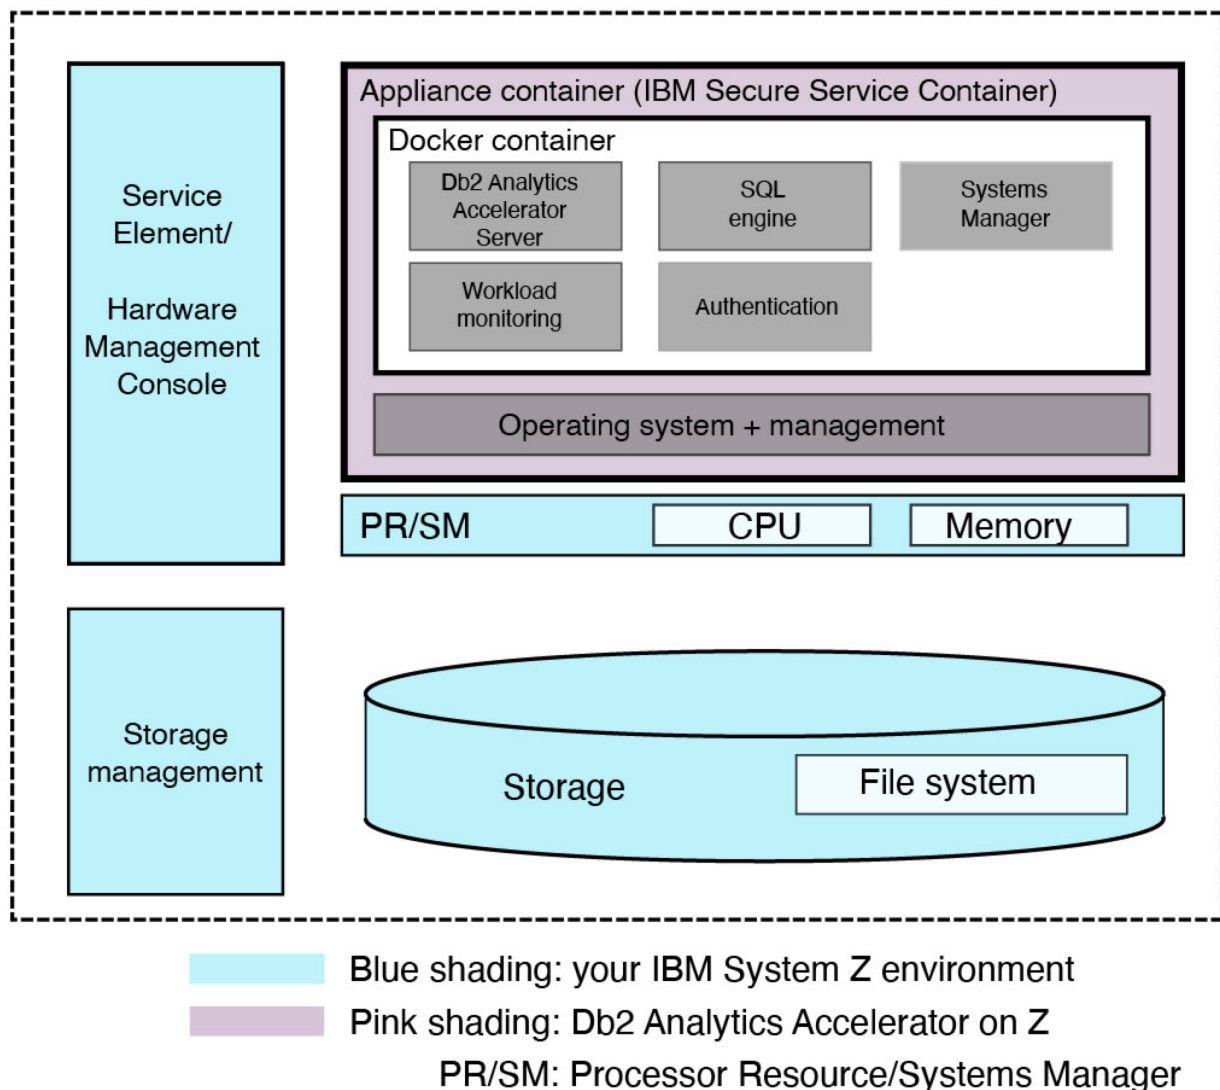 Service
Element/
Hardware
Management
Console
Appliance container (IBM Secure Service Container)
Docker container
Db2 Analytics
Accelerator
Server
SQL
engine
Systems
Manager
Workload
monitoring
Authentication
Operating system + management
PR/SM
CPU
Memory
Storage
management
Storage
File system
Blue shading: your IBM System Z environment
Pink shading: Db2 Analytics Accelerator on Z
PR/SM: Processor Resource/Systems Manager